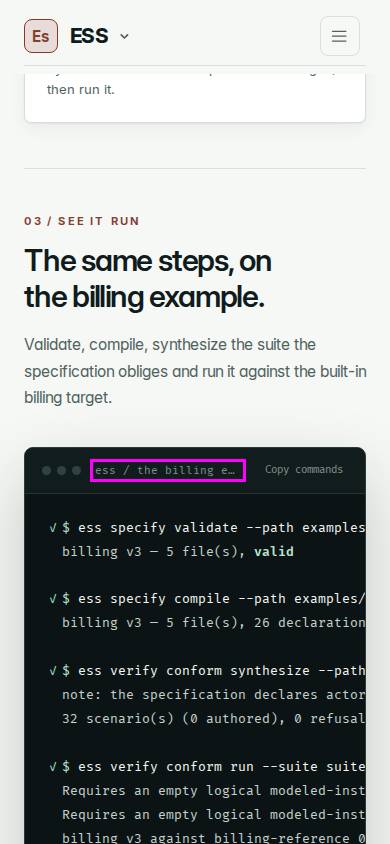 Es ESS
then run it.
03 / SEE IT RUN
The same steps, on
the billing example.
Validate, compile, synthesize the suite the
specification obliges and run it against the built-in
billing target.
ess / the billing e… Copy commands
√ $ ess specify validate --path examples
billing v3 — 5 file(s), valid
√ $ ess specify compile --path examples/
billing v3 — 5 file(s), 26 declaration
√ $ ess verify conform synthesize --path
note: the specification declares actor
32 scenario(s) (0 authored), 0 refusal
√ $ ess verify conform run --suite suite
Requires an empty logical modeled-inst
Requires an empty logical modeled-inst
billing v3 against billing-reference 0